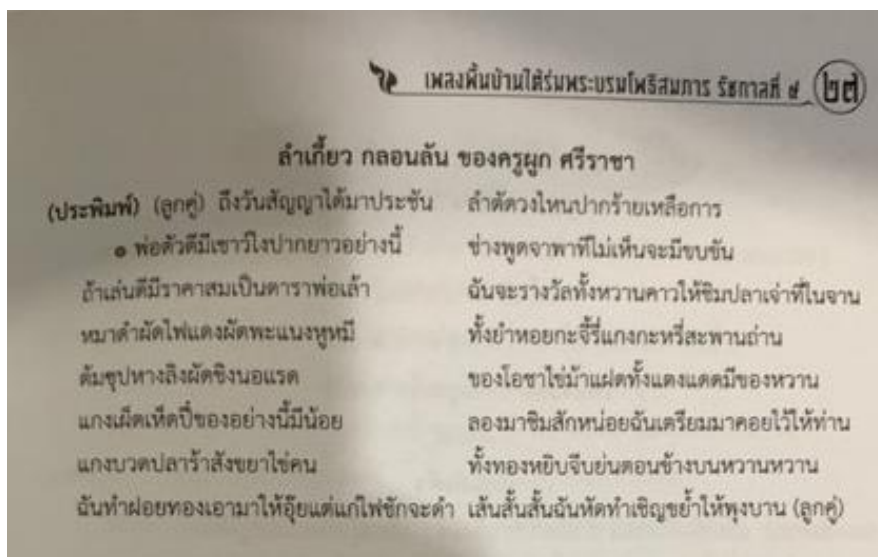 เพลงพื้นบ้านใต้ร่มพระบรมโพธิสมภาร รัชกาลที่ ๙ ๒๗
ลำเกี้ยว กลอนลัน ของครูผูก ศรีราชา
(ประพิมพ์) (ลูกคู่) ถึงวันสัญญาได้มาประชัน ลำตัดวงไหนปากร้ายเหลือการ
๏ พ่อตัวดีมีเชาว์ไงปากยาวอย่างนี้ ช่างพูดจาพาทีไม่เห็นจะมีขบขัน
ถ้าเล่นดีมีราคาสมเป็นดาราพ่อเล้า ฉันจะรางวัลทั้งหวานคาวให้ชิมปลาเจ่าที่ในจาน
หมาดำผัดไฟแดงผัดพะแนงหูหมี ทั้งยำหอยกะจี้รี่แกงกะหรี่สะพานถ่าน
ต้มซุปหางลิงผัดขิงนอแรด ของโอชาไข่ม้าแฝดทั้งแตงแดดมีของหวาน
แกงเผ็ดเห็ดปี่ของอย่างนี้มีน้อย ลองมาชิมสักหน่อยฉันเตรียมมาคอยไว้ให้ท่าน
แกงบวดปลาร้าสังขยาไข่คน ทั้งทองหยิบจีบย่นตอนข้างบนหวานหวาน
ฉันทำฝอยทองเอามาให้อุ๊ยแต่แก่ไฟชักจะดำ เส้นสั้นสั้นฉันหัดทำเชิญขย้ำให้พุงบาน (ลูกคู่)